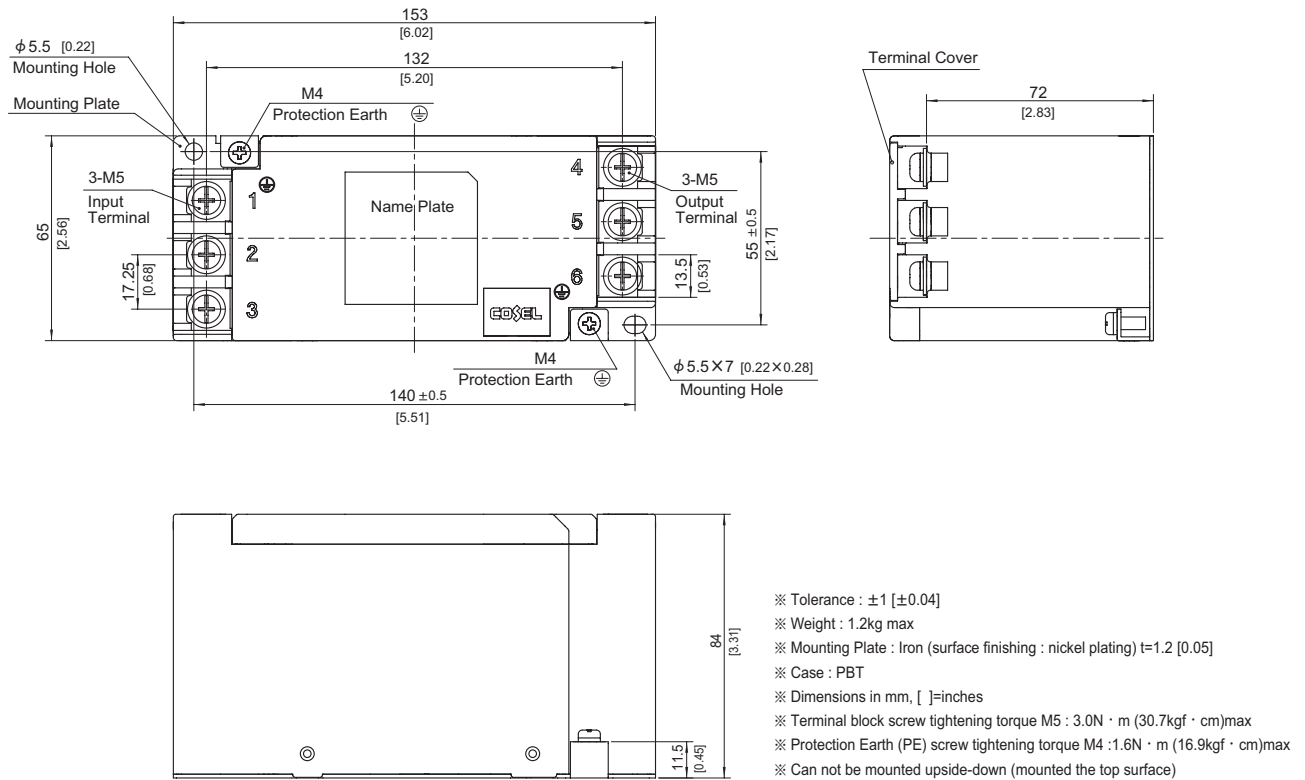 153
[6.02]
ϕ5.5 [0.22]
Mounting Hole
132
[5.20]
Mounting Plate
M4
Protection Earth
Terminal Cover
72
[2.83]
3-M5
Input
Terminal
1
2
3
Name Plate
4
5
6
3-M5
Output
Terminal
65
[2.56]
17.25
[0.68]
13.5
[0.53]
55 ±0.5
[2.17]
COSEL
M4
Protection Earth
ϕ5.5×7 [0.22×0.28]
Mounting Hole
140 ±0.5
[5.51]
84
[3.31]
11.5
[0.45]
※ Tolerance : ±1 [±0.04]
※ Weight : 1.2kg max
※ Mounting Plate : Iron (surface finishing : nickel plating) t=1.2 [0.05]
※ Case : PBT
※ Dimensions in mm, [ ]=inches
※ Terminal block screw tightening torque M5 : 3.0N · m (30.7kgf · cm)max
※ Protection Earth (PE) screw tightening torque M4 :1.6N · m (16.9kgf · cm)max
※ Can not be mounted upside-down (mounted the top surface)